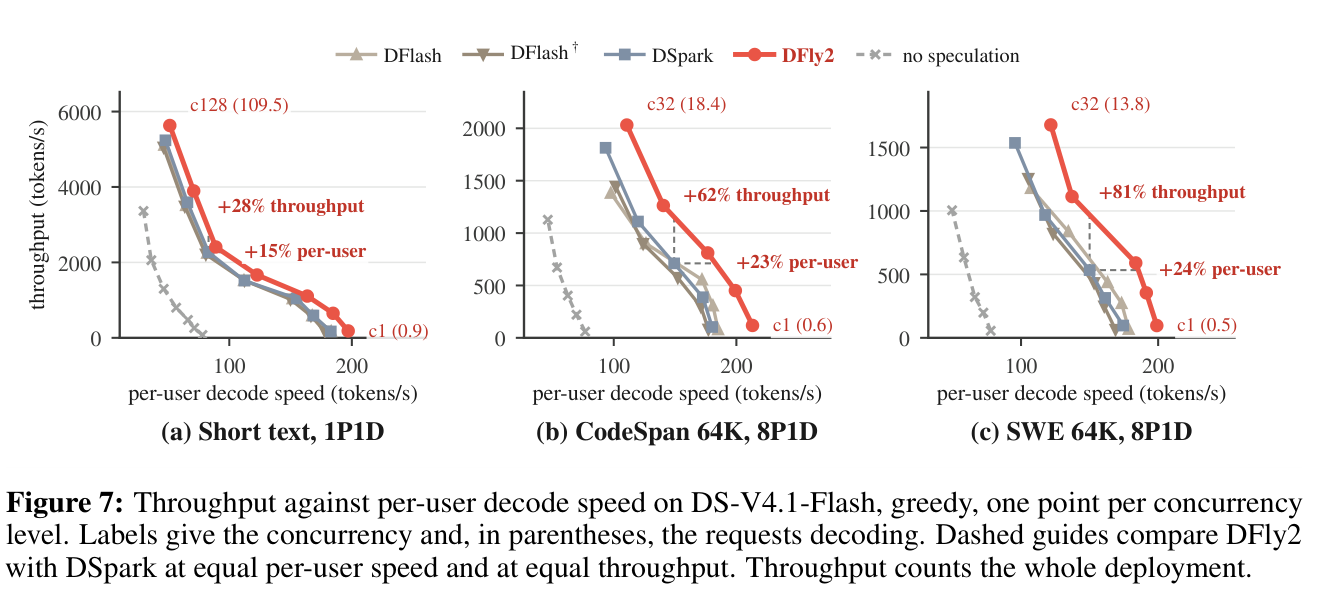 DFlash DFlash † DSpark DFly2 no speculation
throughput (tokens/s)
6000
4000
2000
0
c128 (109.5)
+28% throughput
+15% per-user
c1 (0.9)
100 200
per-user decode speed (tokens/s)
(a) Short text, 1P1D
2000
1500
1000
500
0
c32 (18.4)
+62% throughput
+23% per-user
c1 (0.6)
100 200
per-user decode speed (tokens/s)
(b) CodeSpan 64K, 8P1D
1500
1000
500
0
c32 (13.8)
+81% throughput
+24% per-user
c1 (0.5)
100 200
per-user decode speed (tokens/s)
(c) SWE 64K, 8P1D
Figure 7: Throughput against per-user decode speed on DS-V4.1-Flash, greedy, one point per concurrency
level. Labels give the concurrency and, in parentheses, the requests decoding. Dashed guides compare DFly2
with DSpark at equal per-user speed and at equal throughput. Throughput counts the whole deployment.